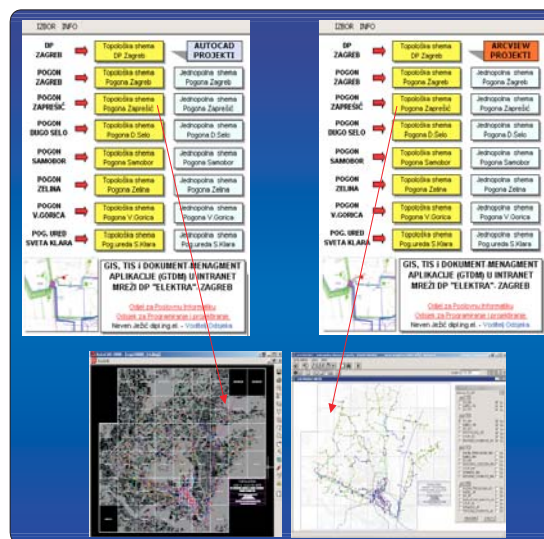 IZBOR INFO
DP
ZAGREB
Topološka shema
DP Zagreb
AUTOCAD
PROJEKTI
POGON
ZAGREB
Topološka shema
Pogona Zagreb
Jednopolna shema
Pogona Zagreb
POGON
ZAPREŠIĆ
Topološka shema
Pogona Zaprešić
Jednopolna shema
Pogona Zaprešić
POGON
DUGO SELO
Topološka shema
Pogona D.Selo
Jednopolna shema
Pogona D.Selo
POGON
SAMOBOR
Topološka shema
Pogona Samobor
Jednopolna shema
Pogona Samobor
POGON
ZELINA
Topološka shema
Pogona Zelina
Jednopolna shema
Pogona Zelina
POGON
V.GORICA
Topološka shema
Pogona V.Gorica
Jednopolna shema
Pogona V.Gorica
POG. URED
SVETA KLARA
Topološka shema
Pog.ureda S.Klara
Jednopolna shema
Pog.ureda S.Klara
GIS, TIS i DOKUMENT-MENAGMENT
APLIKACIJE (GTDM) U INTRANET
MREŽI DP "ELEKTRA"- ZAGREB
Odjel za Poslovnu Informatiku
Odsjek za Programiranje i projektiranje
Neven Ježić dipl.ing.el. - Voditelj Odsjeka
IZBOR INFO
DP
ZAGREB
Topološka shema
DP Zagreb
ARCVIEW
PROJEKTI
POGON
ZAGREB
Topološka shema
Pogona Zagreb
Jednopolna shema
Pogona Zagreb
POGON
ZAPREŠIĆ
Topološka shema
Pogona Zaprešić
Jednopolna shema
Pogona Zaprešić
POGON
DUGO SELO
Topološka shema
Pogona D.Selo
Jednopolna shema
Pogona D.Selo
POGON
SAMOBOR
Topološka shema
Pogona Samobor
Jednopolna shema
Pogona Samobor
POGON
ZELINA
Topološka shema
Pogona Zelina
Jednopolna shema
Pogona Zelina
POGON
V.GORICA
Topološka shema
Pogona V.Gorica
Jednopolna shema
Pogona V.Gorica
POG. URED
SVETA KLARA
Topološka shema
Pog.ureda S.Klara
Jednopolna shema
Pog.ureda S.Klara
GIS, TIS i DOKUMENT-MENAGMENT
APLIKACIJE (GTDM) U INTRANET
MREŽI DP "ELEKTRA"- ZAGREB
Odjel za Poslovnu Informatiku
Odsjek za Programiranje i projektiranje
Neven Ježić dipl.ing.el. - Voditelj Odsjeka